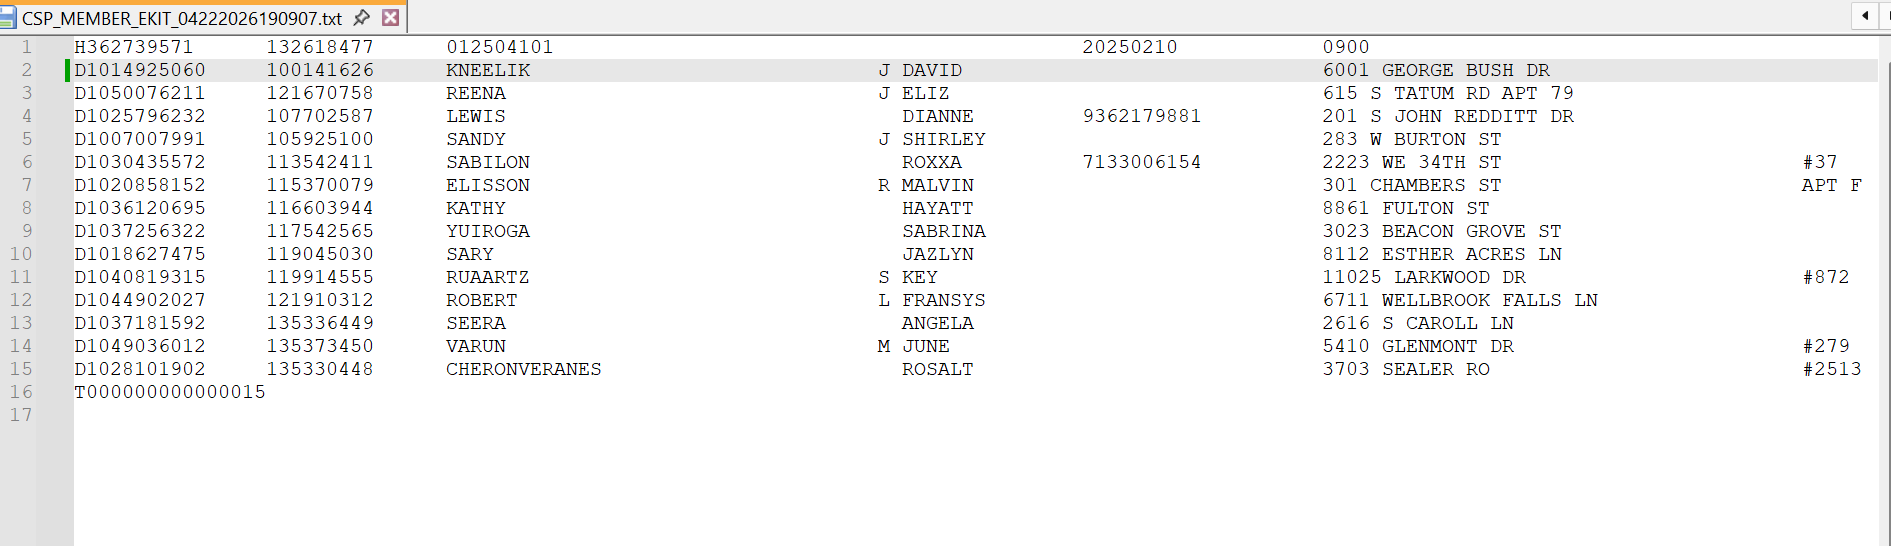 CSP_MEMBER_EKIT_04222026190907.txt
1 H362739571 132618477 012504101 20250210 0900
2 D1014925060 100141626 KNEELIK J DAVID 6001 GEORGE BUSH DR
3 D1050076211 121670758 REENA J ELIZ 615 S TATUM RD APT 79
4 D1025796232 107702587 LEWIS DIANNE 9362179881 201 S JOHN REDDITT DR
5 D1007007991 105925100 SANDY J SHIRLEY 283 W BURTON ST
6 D1030435572 113542411 SABILON ROXXA 7133006154 2223 WE 34TH ST #37
7 D1020858152 115370079 ELISSON R MALVIN 301 CHAMBERS ST APT F
8 D1036120695 116603944 KATHY HAYATT 8861 FULTON ST
9 D1037256322 117542565 YUIROGA SABRINA 3023 BEACON GROVE ST
10 D1018627475 119045030 SARY JAZLYN 8112 ESTHER ACRES LN
11 D1040819315 119914555 RUAARTZ S KEY 11025 LARKWOOD DR #872
12 D1044902027 121910312 ROBERT L FRANSYS 6711 WELLBROOK FALLS LN
13 D1037181592 135336449 SEERA ANGELA 2616 S CAROLL LN
14 D1049036012 135373450 VARUN M JUNE 5410 GLENMONT DR #279
15 D1028101902 135330448 CHERONVERANES ROSALT 3703 SEALER RO #2513
16 T000000000000015
17